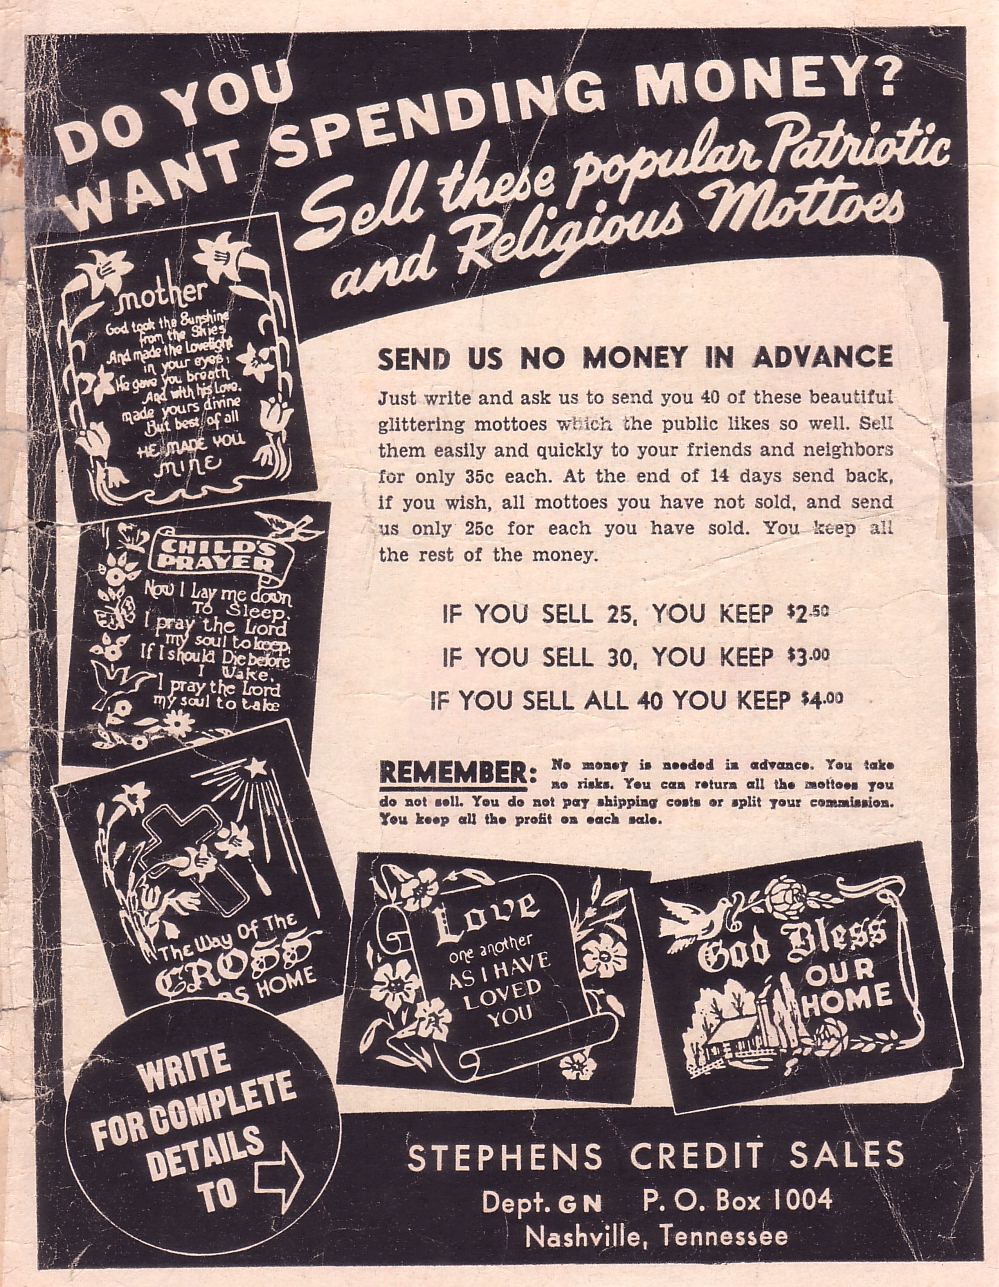 DO YOU
WANT SPENDING MONEY?
Sell these popular Patriotic
and Religious Mottoes
mother
God took the Sunshine
from the Skies
And made the Lovelight
in your eyes,
He gave you breath
And with his Love,
made yours divine
But best of all
HE MADE YOU
MINE
SEND US NO MONEY IN ADVANCE
Just write and ask us to send you 40 of these beautiful
glittering mottoes which the public likes so well. Sell
them easily and quickly to your friends and neighbors
for only 35c each. At the end of 14 days send back,
if you wish, all mottoes you have not sold, and send
us only 25c for each you have sold. You keep all
the rest of the money.
CHILD'S
PRAYER
Now I Lay me down
To Sleep.
I pray the Lord
my soul to keep,
If I should Die before
I Wake,
I pray the Lord
my soul to take
IF YOU SELL 25, YOU KEEP $2.50
IF YOU SELL 30, YOU KEEP $3.00
IF YOU SELL ALL 40 YOU KEEP $4.00
REMEMBER: No money is needed in advance. You take
no risks. You can return all the mottoes you
do not sell. You do not pay shipping costs or split your commission.
You keep all the profit on each sale.
The Way Of The
CROSS
DS HOME
Love
one another
AS I HAVE
LOVED
YOU
God Bless
OUR
HOME
WRITE
FOR COMPLETE
DETAILS
TO
STEPHENS CREDIT SALES
Dept. GN P. O. Box 1004
Nashville, Tennessee